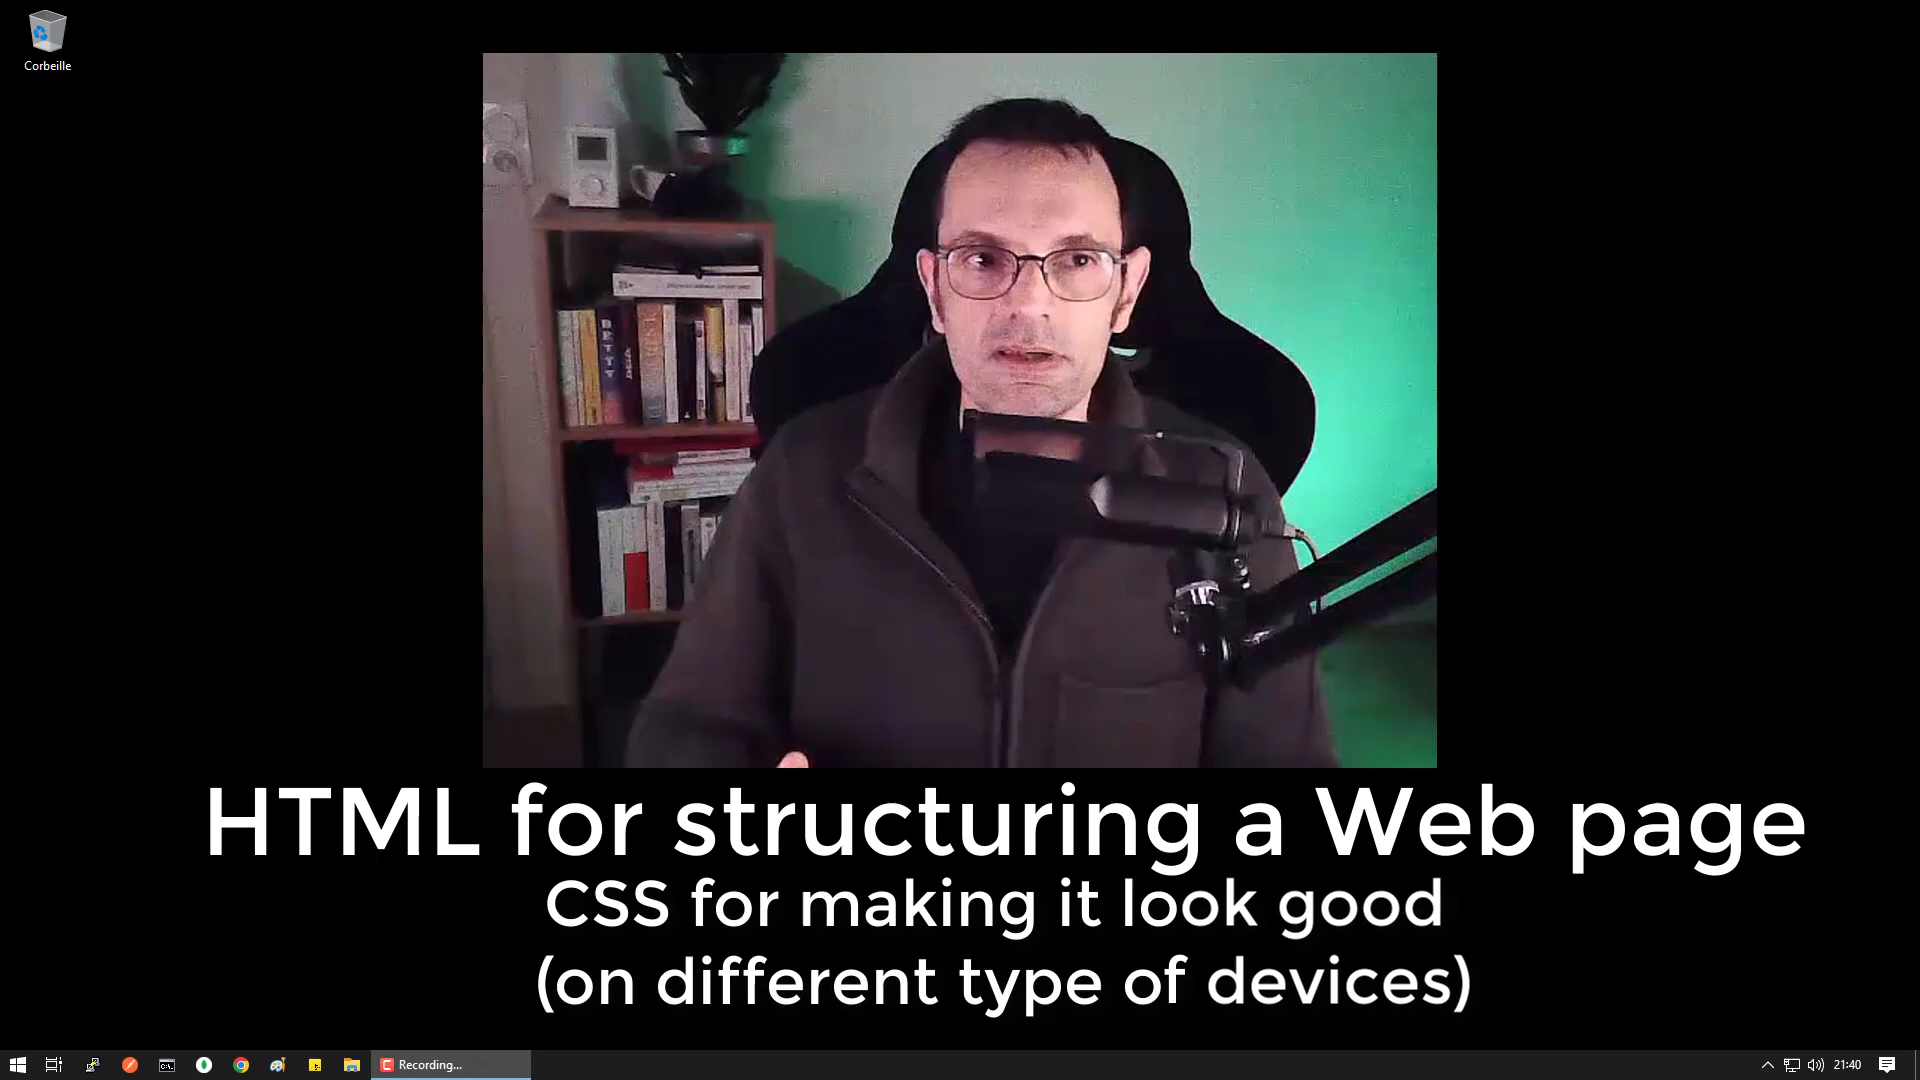 Corbeille
BETTY
HTML for structuring a Web page
CSS for making it look good
(on different type of devices)
Recording...
21:40